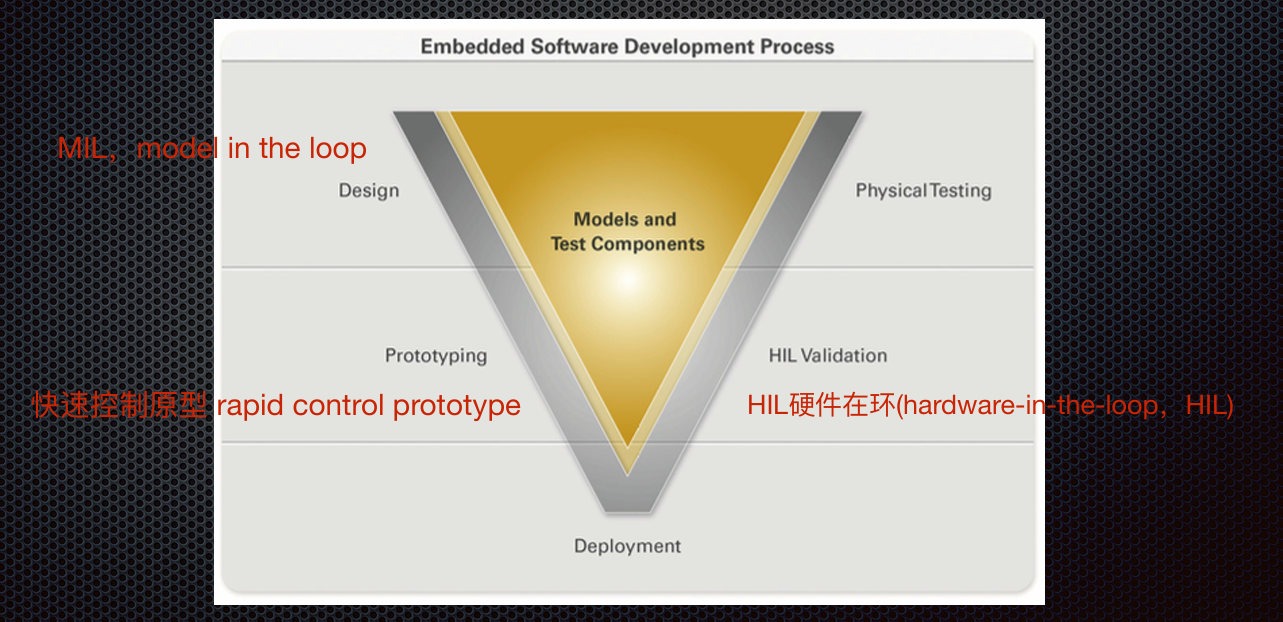 Embedded Software Development Process
MIL，model in the loop
Design
Models and
Test Components
Physical Testing
Prototyping
HIL Validation
快速控制原型 rapid control prototype
HIL硬件在环(hardware-in-the-loop，HIL)
Deployment